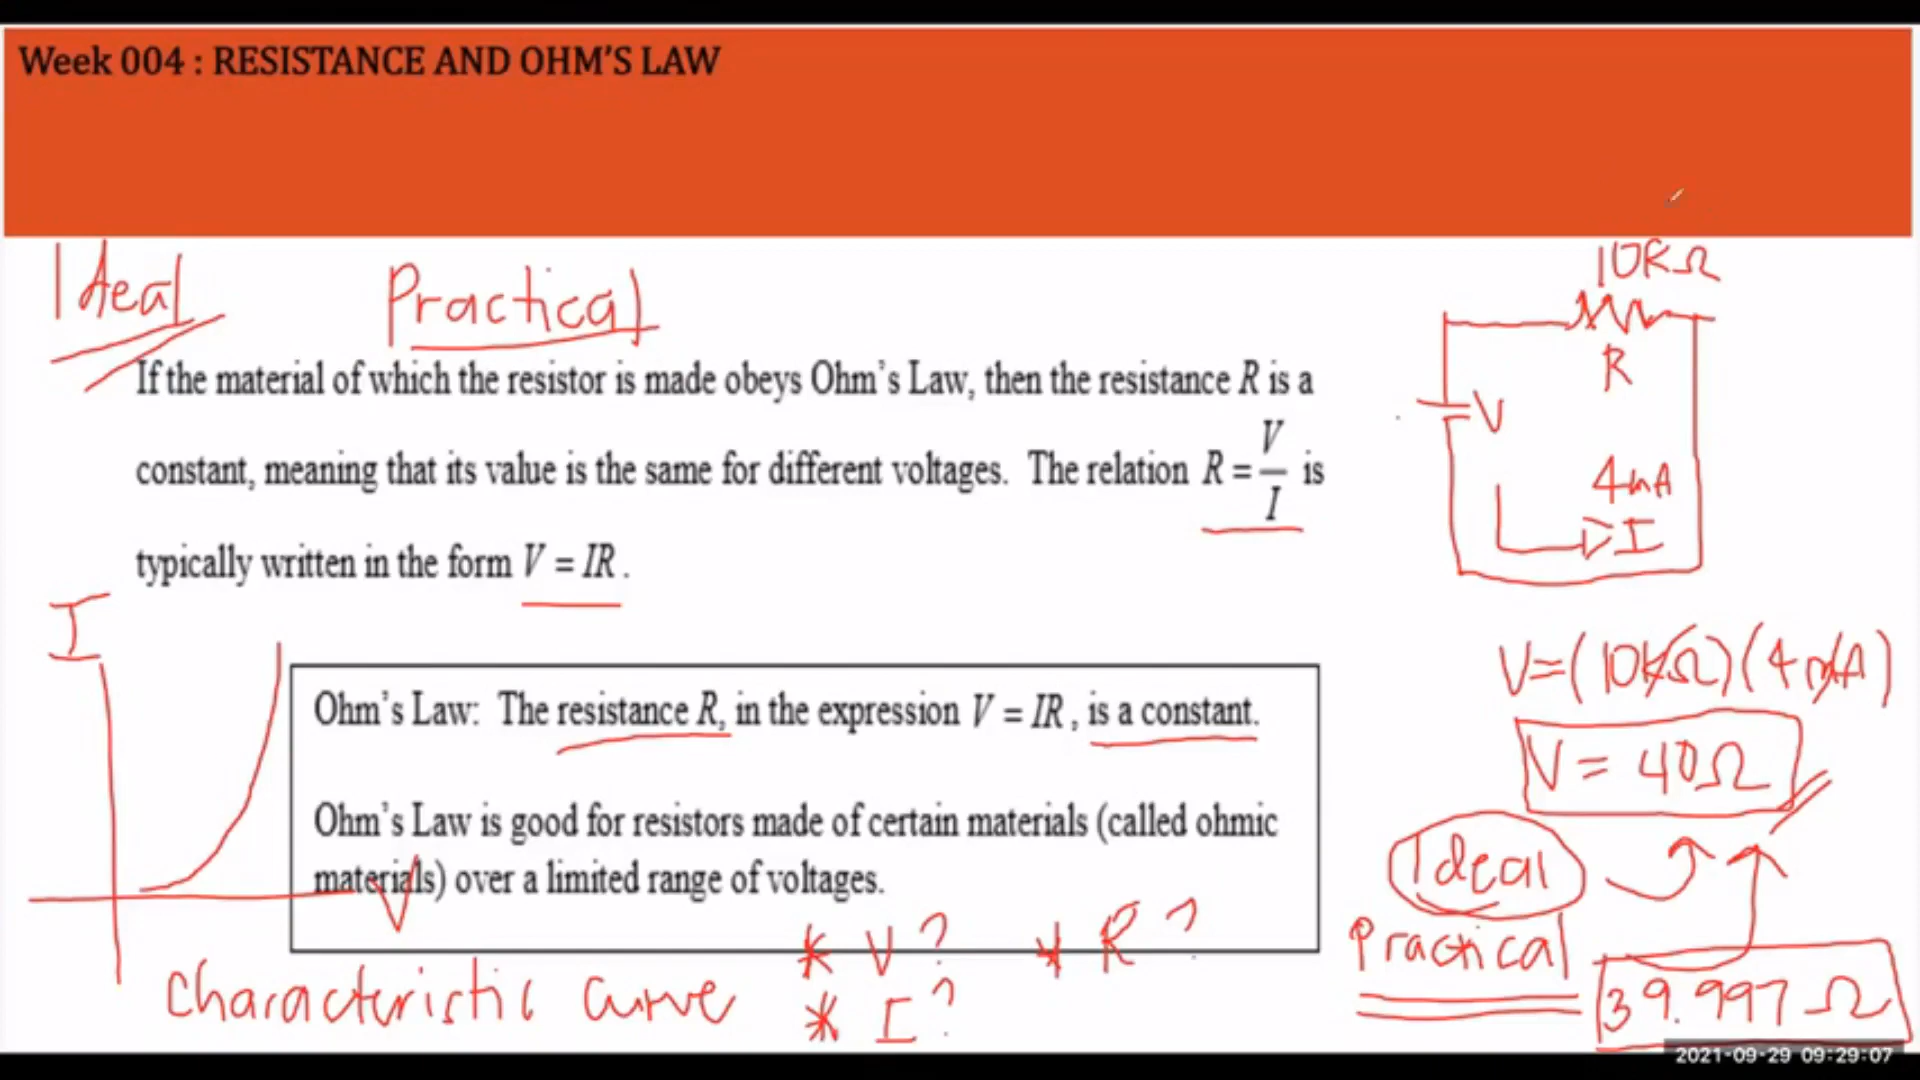 Week 004 : RESISTANCE AND OHM'S LAW
Ideal
Practical
If the material of which the resistor is made obeys Ohm's Law, then the resistance R is a
constant, meaning that its value is the same for different voltages. The relation R = V/I is
typically written in the form V = IR .
10KΩ
R
V
4mA
I
I
V
Characteristic curve
Ohm's Law: The resistance R, in the expression V = IR , is a constant.
Ohm's Law is good for resistors made of certain materials (called ohmic
materials) over a limited range of voltages.
* V ?
* R ?
* I ?
V=(10kΩ)(4mA)
V = 40Ω
Ideal
Practical
39.997 Ω
2021-09-29 09:29:07